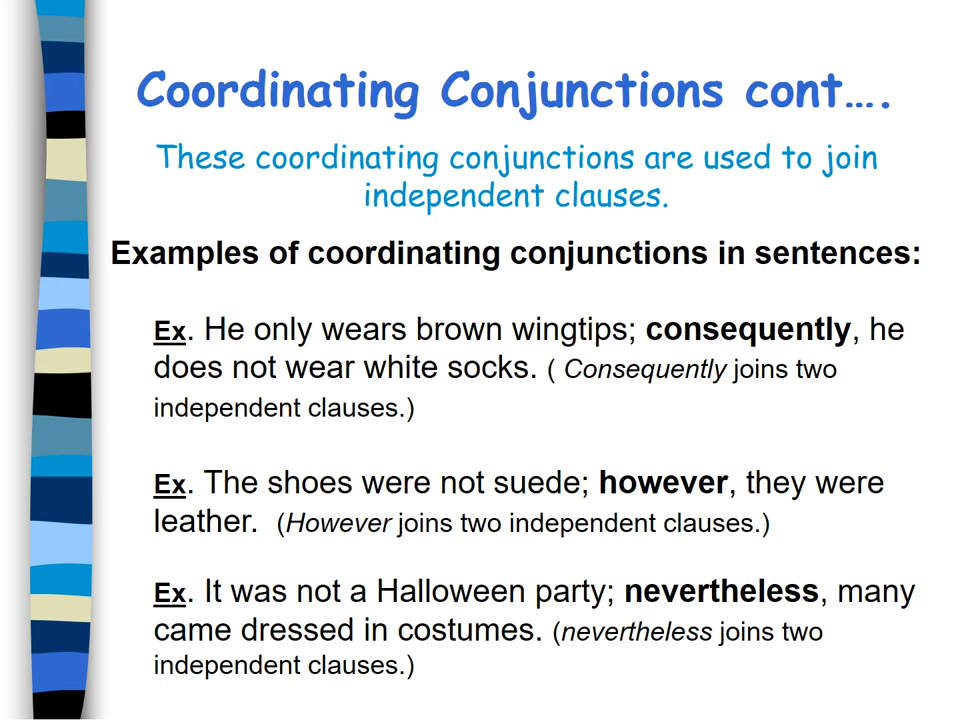 Coordinating Conjunctions cont….
These coordinating conjunctions are used to join
independent clauses.
Examples of coordinating conjunctions in sentences:
Ex. He only wears brown wingtips; consequently, he
does not wear white socks. ( Consequently joins two
independent clauses.)
Ex. The shoes were not suede; however, they were
leather.  (However joins two independent clauses.)
Ex. It was not a Halloween party; nevertheless, many
came dressed in costumes. (nevertheless joins two
independent clauses.)